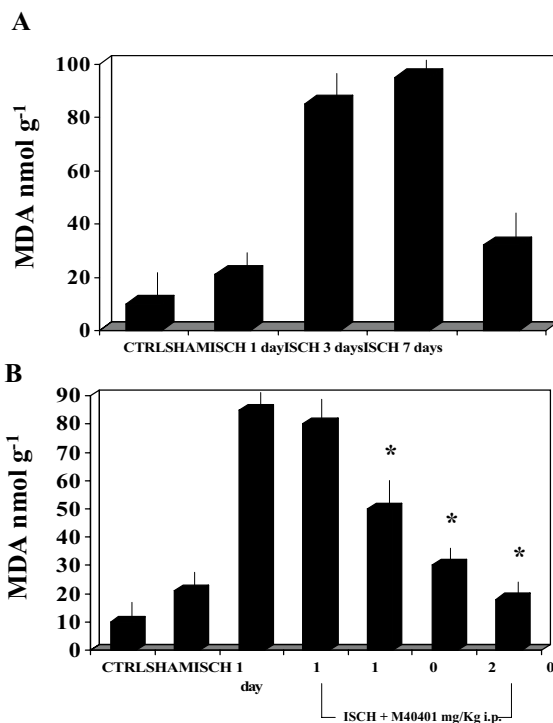 A
MDA nmol g-1
100
80
60
40
20
0
CTRLSHAMISCH 1 dayISCH 3 daysISCH 7 days
B
MDA nmol g-1
90
80
70
60
50
40
30
20
10
0
*
*
*
CTRLSHAMISCH 1 1 1 0 2 0
day
ISCH + M40401 mg/Kg i.p.